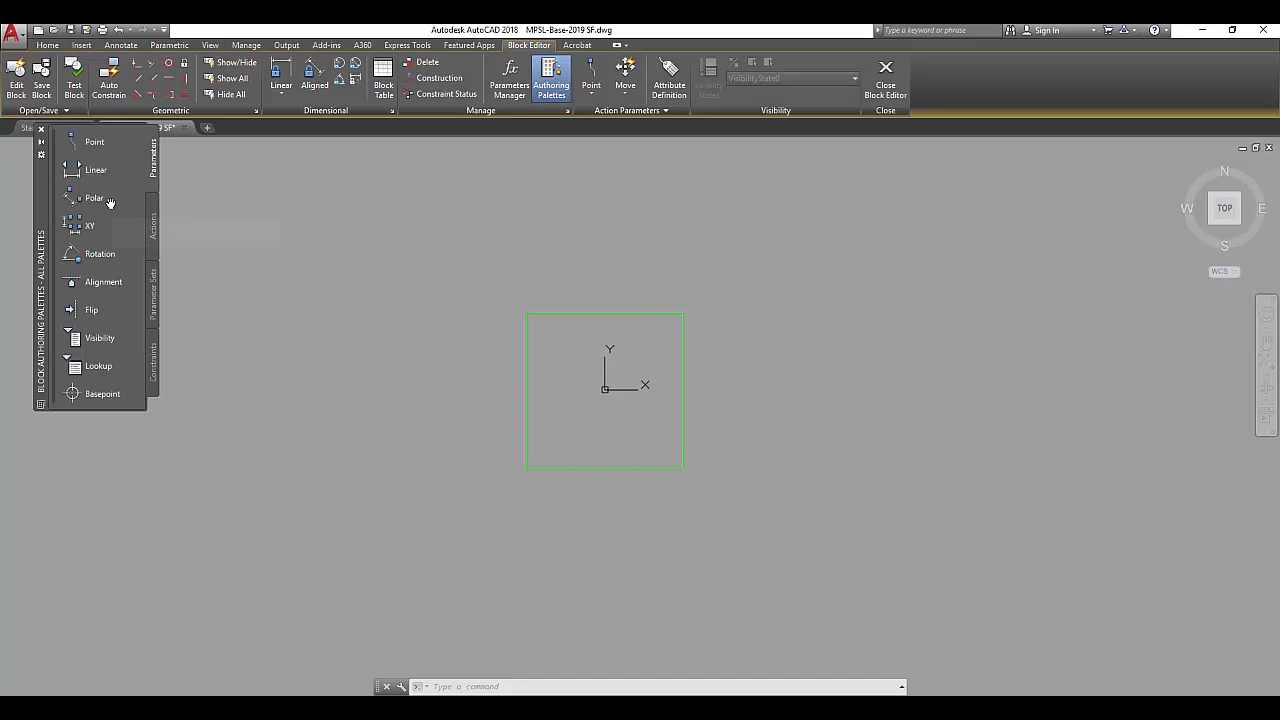 Autodesk AutoCAD 2018 MPSL-Base-2019 SF.dwg
Type a keyword or phrase
Sign In
Home Insert Annotate Parametric View Manage Output Add-ins A360 Express Tools Featured Apps Block Editor Acrobat
Edit Block
Save Block
Test Block
Auto Constrain
Show/Hide
Show All
Hide All
Linear
Aligned
Block Table
Delete
Construction
Constraint Status
Parameters Manager
Authoring Palettes
Point
Move
Attribute Definition
Visibility States
VisibilityState0
Close Block Editor
Open/Save
Geometric
Dimensional
Manage
Action Parameters
Visibility
Close
SF*
Point
Linear
Polar
XY
Rotation
Alignment
Flip
Visibility
Lookup
Basepoint
Parameters
Actions
Parameter Sets
Constraints
BLOCK AUTHORING PALETTES - ALL PALETTES
N
W TOP E
S
WCS
Y
X
Type a command